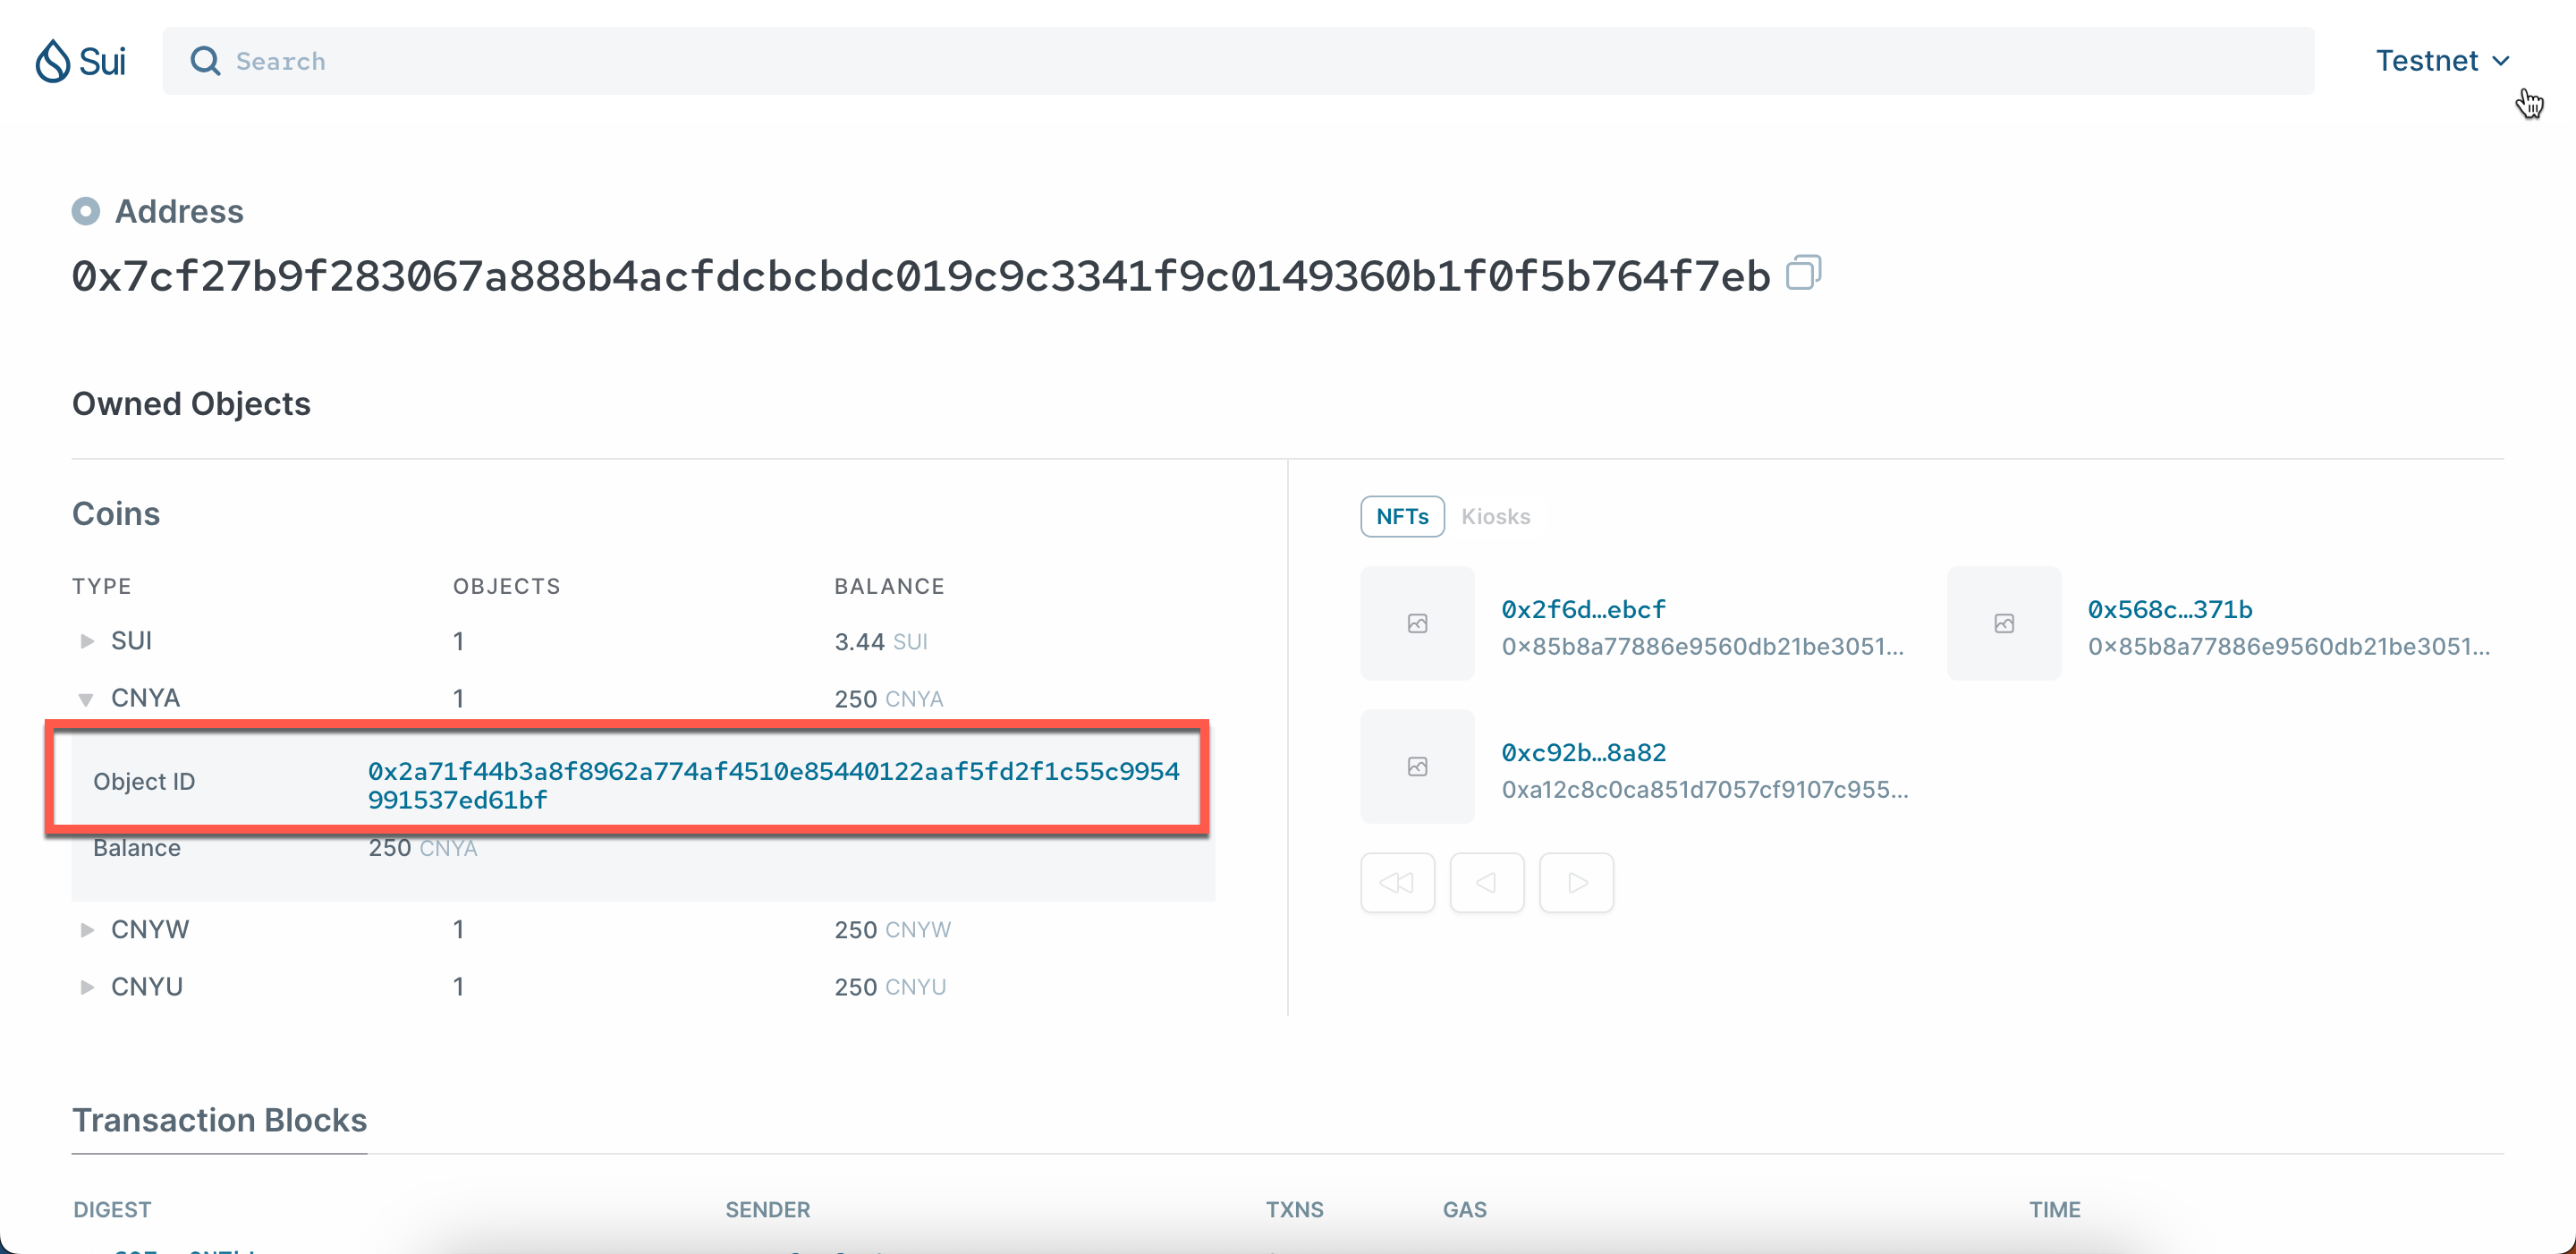 Sui
Search
Testnet
Address
0x7cf27b9f283067a888b4acfdcbcbdc019c9c3341f9c0149360b1f0f5b764f7eb
Owned Objects
Coins
TYPE OBJECTS BALANCE
SUI 1 3.44 SUI
CNYA 1 250 CNYA
Object ID 0x2a71f44b3a8f8962a774af4510e85440122aaf5fd2f1c55c9954
991537ed61bf
Balance 250 CNYA
CNYW 1 250 CNYW
CNYU 1 250 CNYU
NFTs Kiosks
0x2f6d...ebcf
0x85b8a77886e9560db21be3051...
0x568c...371b
0x85b8a77886e9560db21be3051...
0xc92b...8a82
0xa12c8c0ca851d7057cf9107c955...
Transaction Blocks
DIGEST SENDER TXNS GAS TIME